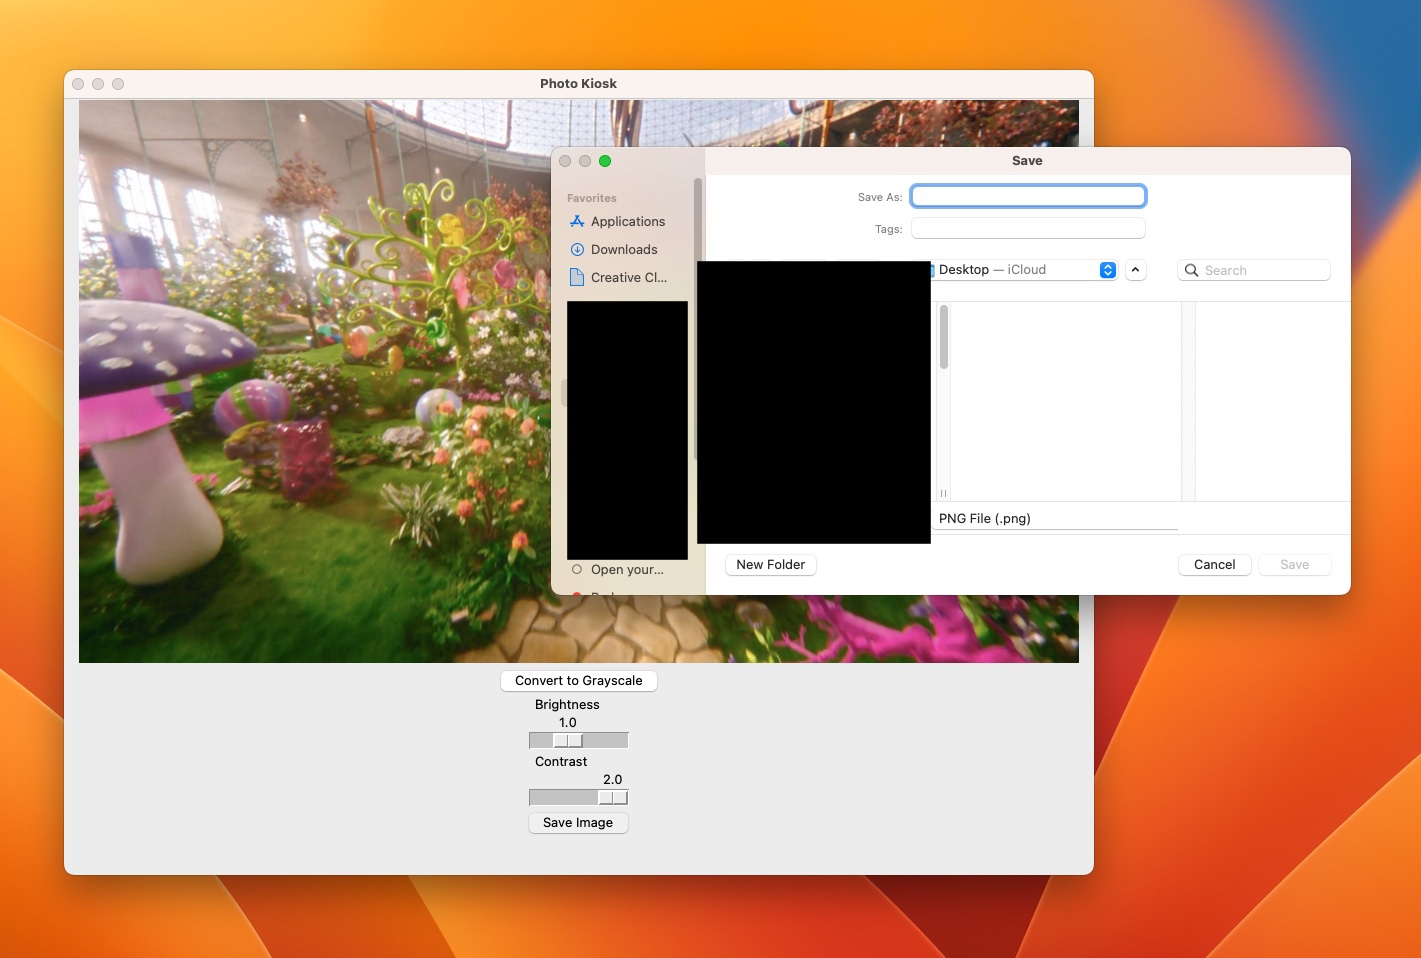 Photo Kiosk
Save
Favorites
Applications
Downloads
Creative Cl...
Open your...
Save As:
Tags:
Desktop — iCloud
Search
PNG File (.png)
New Folder
Cancel
Save
Convert to Grayscale
Brightness
1.0
Contrast
2.0
Save Image